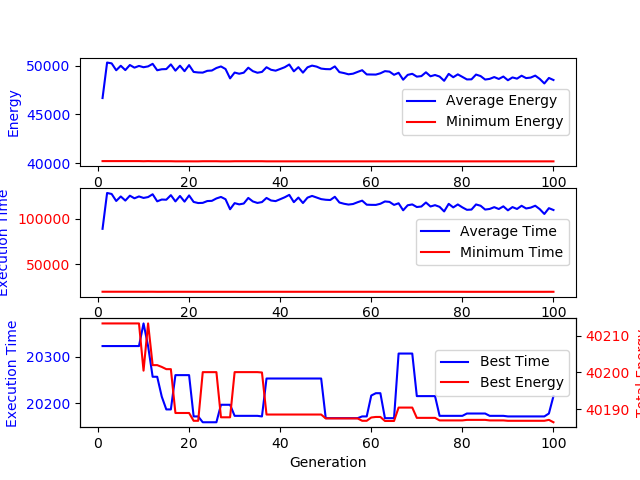 50000
45000
40000
Energy
Average Energy
Minimum Energy
0 20 40 60 80 100
100000
50000
Execution Time
Average Time
Minimum Time
0 20 40 60 80 100
20300
20200
Execution Time
Best Time
Best Energy
40210
40200
40190
Total Energy
0 20 40 60 80 100
Generation